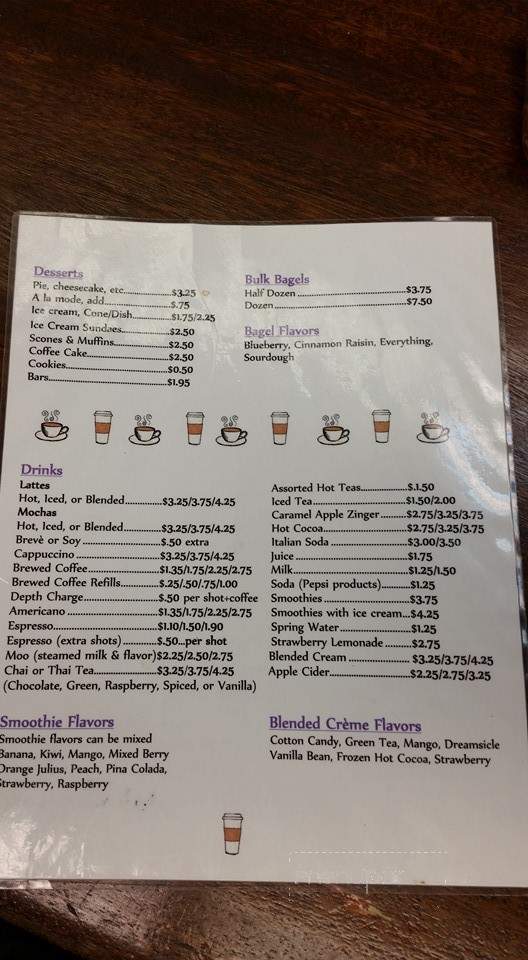 Desserts
Pie, cheesecake, etc....................$3.25
A la mode, add...........................$.75
Ice cream, Cone/Dish................$1.75/2.25
Ice Cream Sundaes.....................$2.50
Scones & Muffins.......................$2.50
Coffee Cake...............................$2.50
Cookies.....................................$0.50
Bars..........................................$1.95
Bulk Bagels
Half Dozen ...............................$3.75
Dozen.......................................$7.50
Bagel Flavors
Blueberry, Cinnamon Raisin, Everything,
Sourdough
Drinks
Lattes
Hot, Iced, or Blended..............$3.25/3.75/4.25
Mochas
Hot, Iced, or Blended..............$3.25/3.75/4.25
Brevè or Soy ............................$.50 extra
Cappuccino ............................$3.25/3.75/4.25
Brewed Coffee..........................$1.35/1.75/2.25/2.75
Brewed Coffee Refills..............$.25/.50/.75/1.00
Depth Charge...........................$.50 per shot+coffee
Americano ...............................$1.35/1.75/2.25/2.75
Espresso....................................$1.10/1.50/1.90
Espresso (extra shots) .............$.50...per shot
Moo (steamed milk & flavor)$2.25/2.50/2.75
Chai or Thai Tea.......................$3.25/3.75/4.25
(Chocolate, Green, Raspberry, Spiced, or Vanilla)
Assorted Hot Teas.................$.1.50
Iced Tea...................................$1.50/2.00
Caramel Apple Zinger .........$2.75/3.25/3.75
Hot Cocoa..............................$2.75/3.25/3.75
Italian Soda ...........................$3.00/3.50
Juice ........................................$1.75
Milk..........................................$1.25/1.50
Soda (Pepsi products)..........$1.25
Smoothies ...............................$3.75
Smoothies with ice cream...$4.25
Spring Water.........................$1.25
Strawberry Lemonade .........$2.75
Blended Cream ..................... $3.25/3.75/4.25
Apple Cider............................$2.25/2.75/3.25
Smoothie Flavors
Smoothie flavors can be mixed
Banana, Kiwi, Mango, Mixed Berry
Orange Julius, Peach, Pina Colada,
Strawberry, Raspberry
Blended Crème Flavors
Cotton Candy, Green Tea, Mango, Dreamsicle
Vanilla Bean, Frozen Hot Cocoa, Strawberry